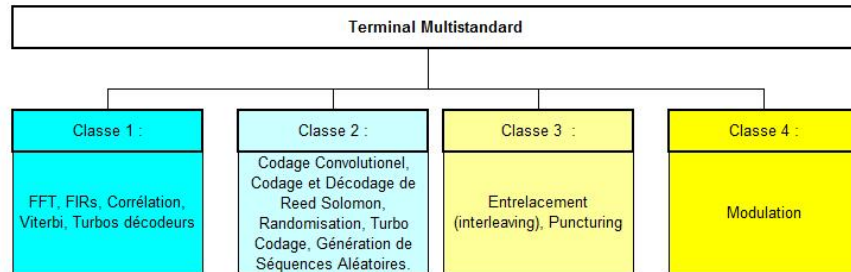 Terminal Multistandard
Classe 1 :
FFT, FIRs, Corrélation,
Viterbi, Turbos décodeurs
Classe 2 :
Codage Convolutionel,
Codage et Décodage de
Reed Solomon,
Randomisation, Turbo
Codage, Génération de
Séquences Aléatoires.
Classe 3 :
Entrelacement
(interleaving), Puncturing
Classe 4 :
Modulation